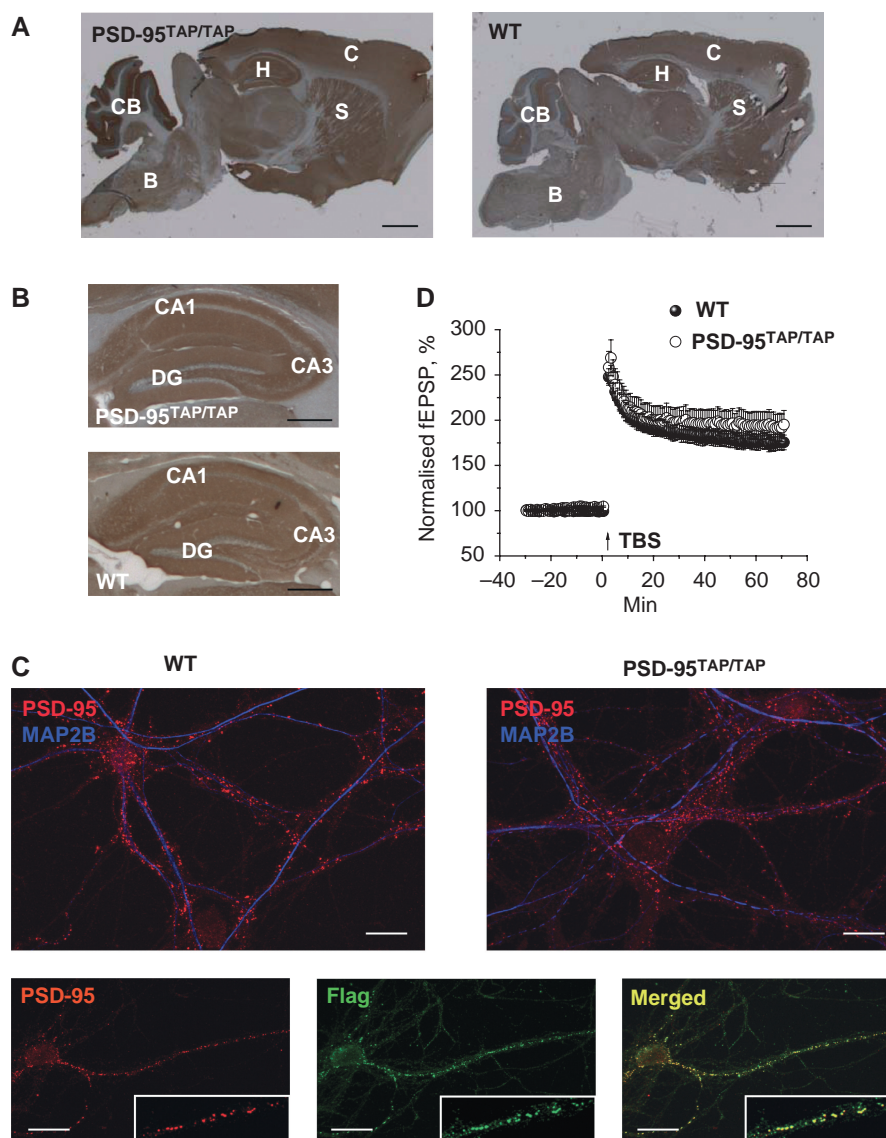 A
PSD-95TAP/TAP
H
C
CB
S
B
WT
H
C
CB
S
B
B
CA1
CA3
DG
PSD-95TAP/TAP
CA1
CA3
DG
WT
D
WT
PSD-95TAP/TAP
Normalised fEPSP, %
300
250
200
150
100
50
TBS
–40 –20 0 20 40 60 80
Min
C
WT
PSD-95TAP/TAP
PSD-95
MAP2B
PSD-95
MAP2B
PSD-95
Flag
Merged